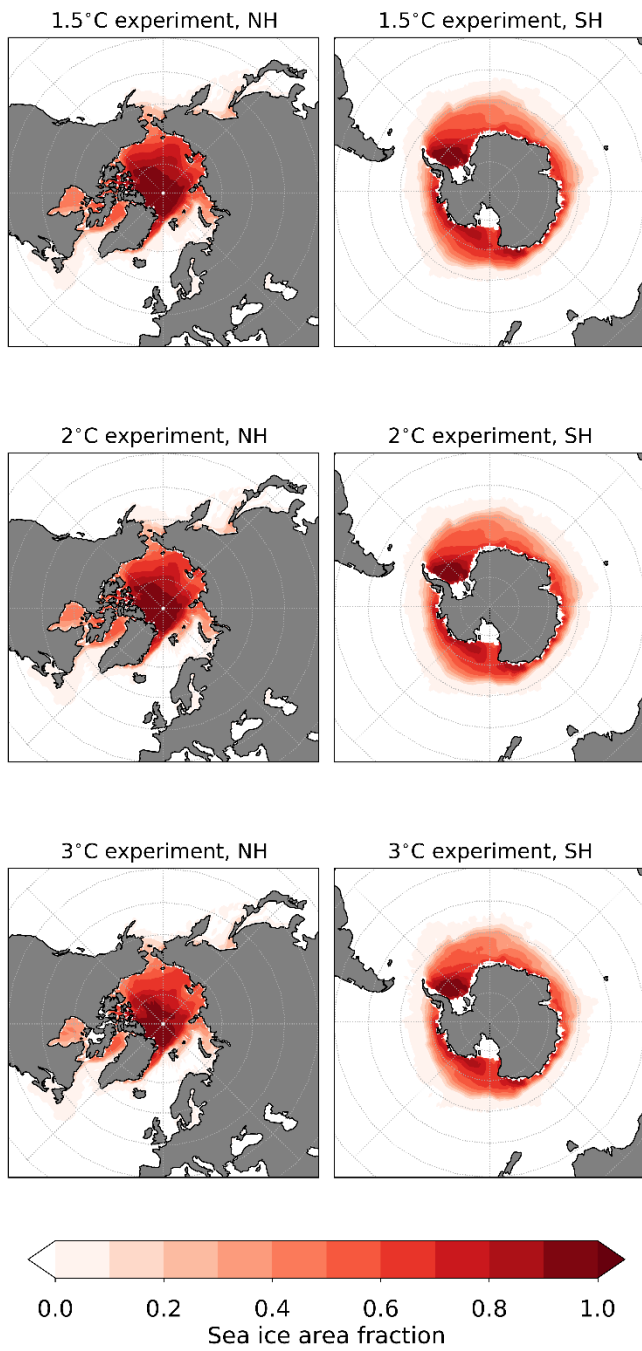 1.5°C experiment, NH
1.5°C experiment, SH
2°C experiment, NH
2°C experiment, SH
3°C experiment, NH
3°C experiment, SH
0.0 0.2 0.4 0.6 0.8 1.0
Sea ice area fraction